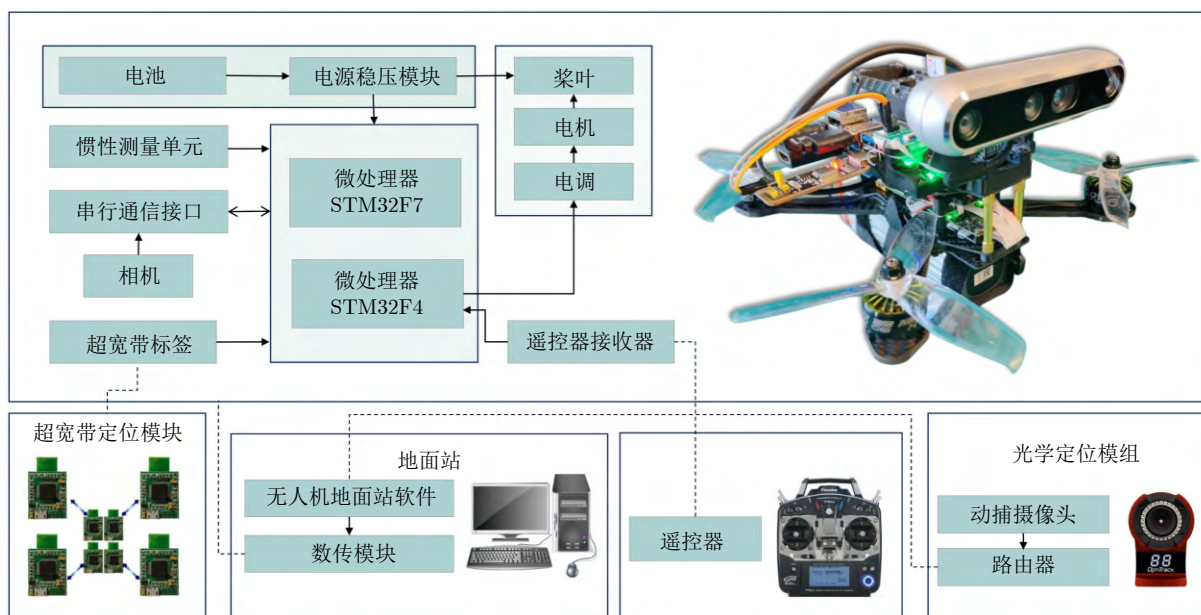 电池
电源稳压模块
桨叶
电机
电调
惯性测量单元
串行通信接口
相机
超宽带标签
微处理器
STM32F7
微处理器
STM32F4
遥控器接收器
超宽带定位模块
地面站
无人机地面站软件
数传模块
遥控器
Futaba
光学定位模组
动捕摄像头
路由器
88
OptiTrack